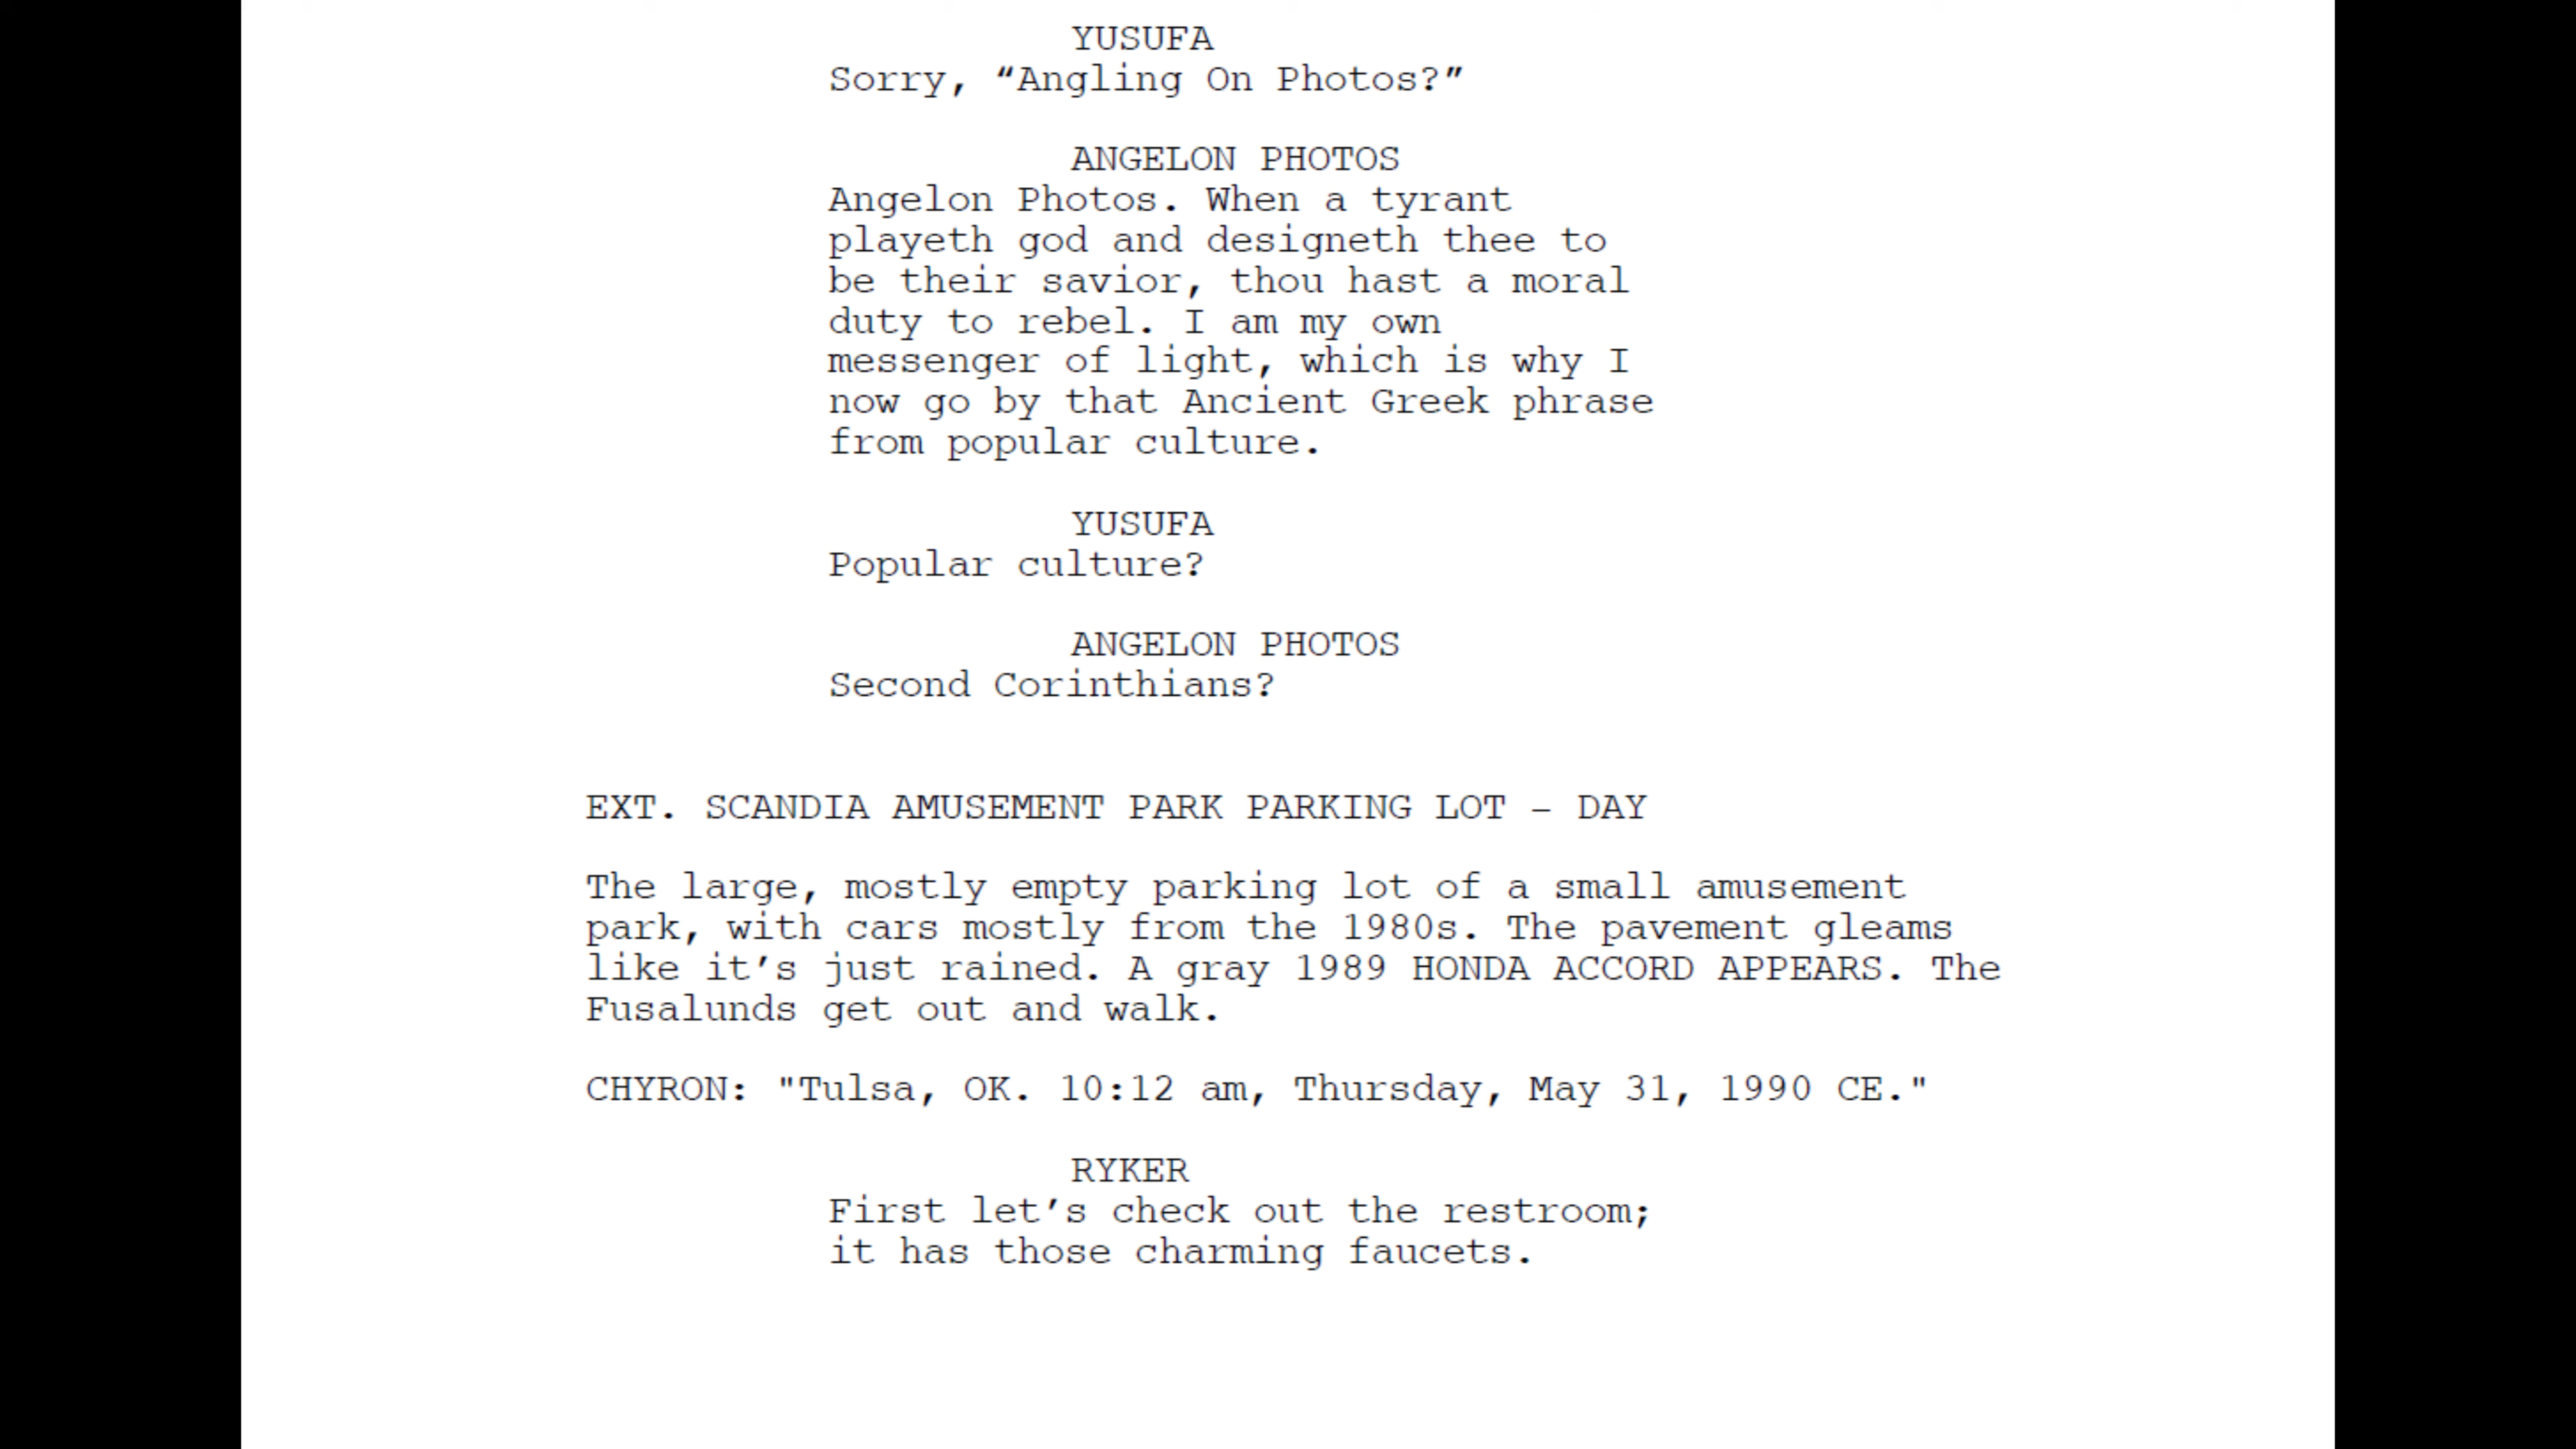 YUSUFA
Sorry, “Angling On Photos?”
ANGELON PHOTOS
Angelon Photos. When a tyrant
playeth god and designeth thee to
be their savior, thou hast a moral
duty to rebel. I am my own
messenger of light, which is why I
now go by that Ancient Greek phrase
from popular culture.
YUSUFA
Popular culture?
ANGELON PHOTOS
Second Corinthians?
EXT. SCANDIA AMUSEMENT PARK PARKING LOT – DAY
The large, mostly empty parking lot of a small amusement
park, with cars mostly from the 1980s. The pavement gleams
like it’s just rained. A gray 1989 HONDA ACCORD APPEARS. The
Fusalunds get out and walk.
CHYRON: "Tulsa, OK. 10:12 am, Thursday, May 31, 1990 CE."
RYKER
First let’s check out the restroom;
it has those charming faucets.